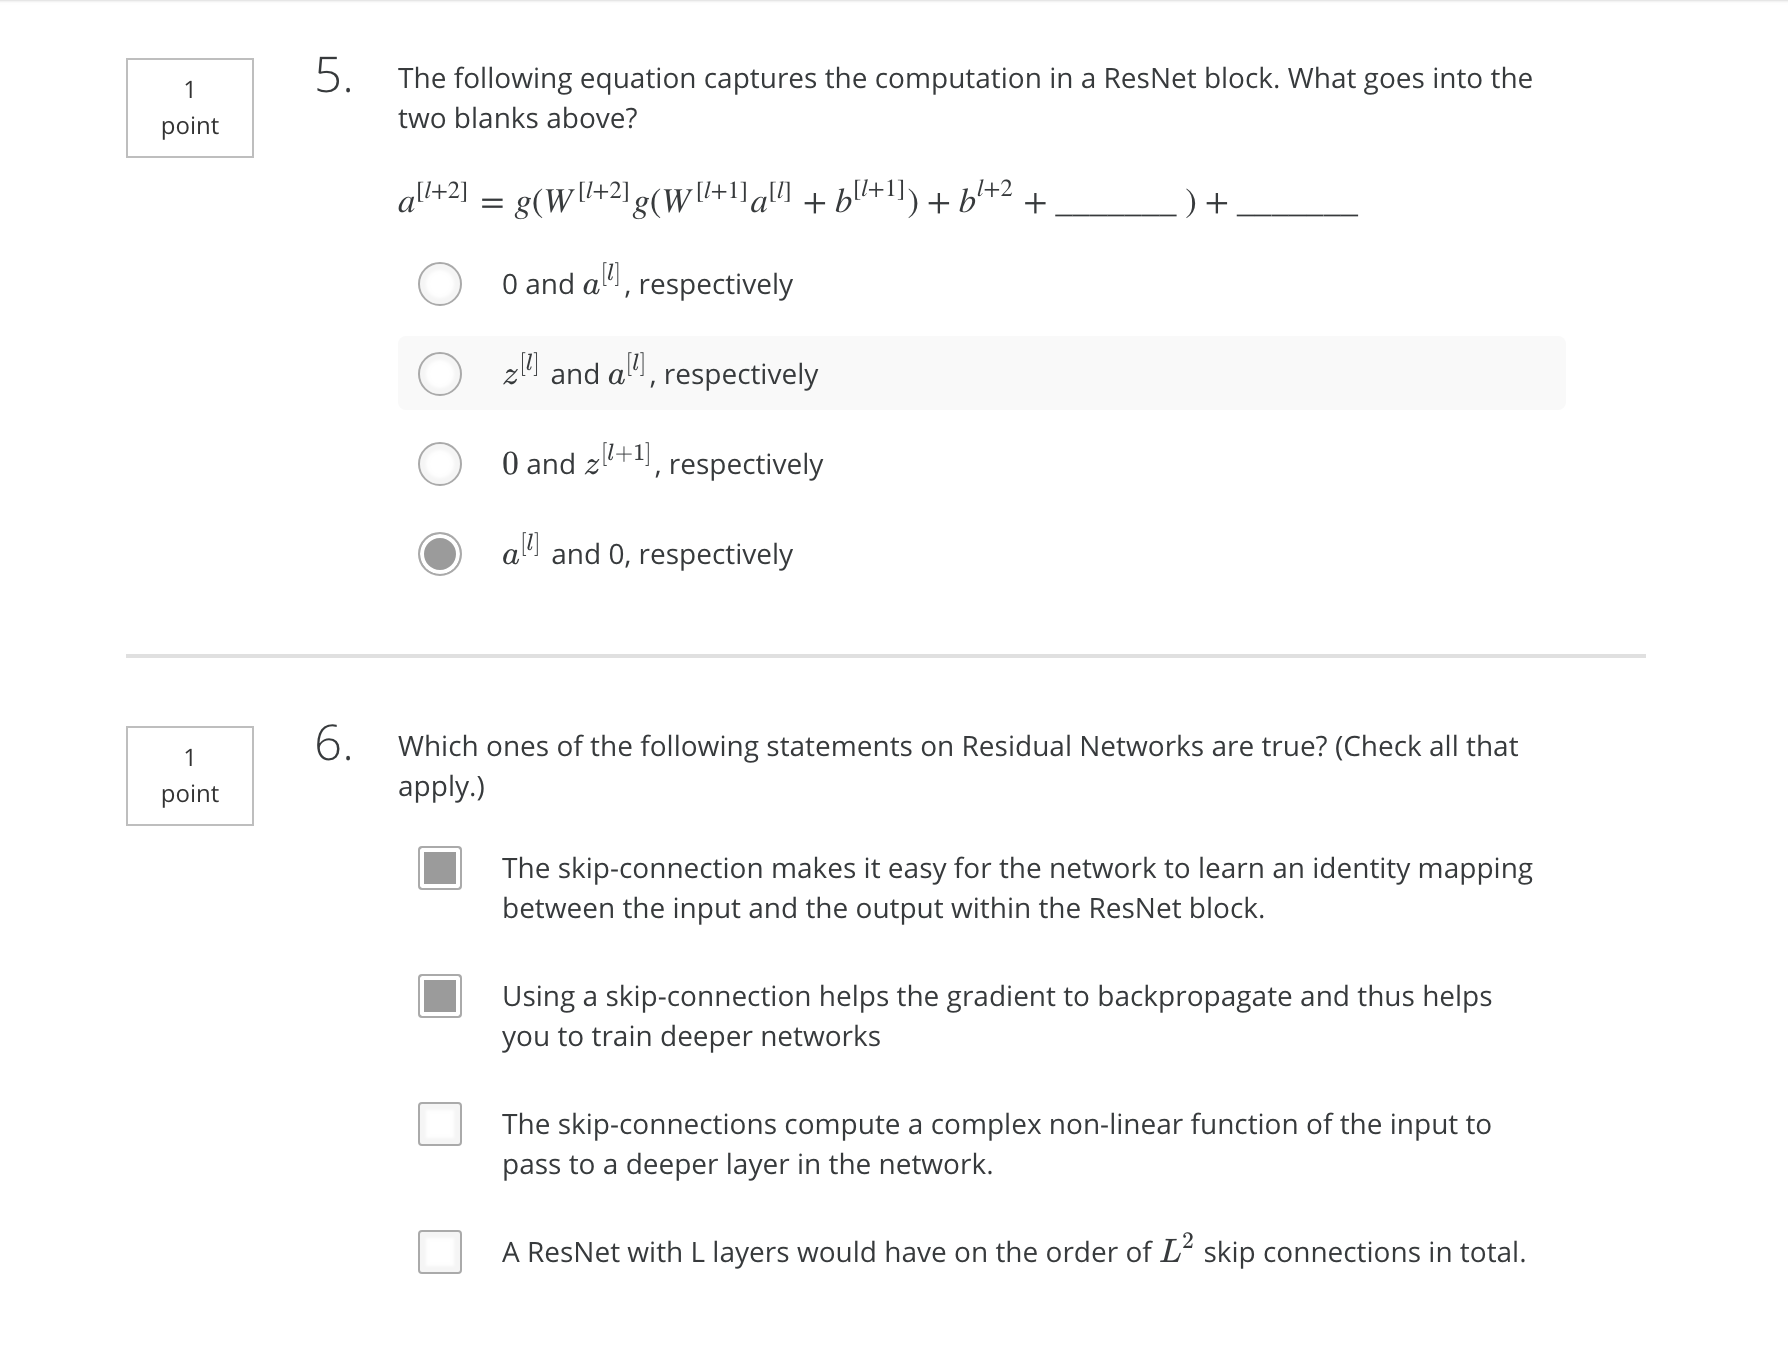 1
point
5.
The following equation captures the computation in a ResNet block. What goes into the
two blanks above?
a^{[l+2]} = g(W^{[l+2]}g(W^{[l+1]}a^{[l]} + b^{[l+1]}) + b^{l+2} + _______ ) + _______
0 and a^{[l]}, respectively
z^{[l]} and a^{[l]}, respectively
0 and z^{[l+1]}, respectively
a^{[l]} and 0, respectively
1
point
6.
Which ones of the following statements on Residual Networks are true? (Check all that
apply.)
The skip-connection makes it easy for the network to learn an identity mapping
between the input and the output within the ResNet block.
Using a skip-connection helps the gradient to backpropagate and thus helps
you to train deeper networks
The skip-connections compute a complex non-linear function of the input to
pass to a deeper layer in the network.
A ResNet with L layers would have on the order of L^2 skip connections in total.